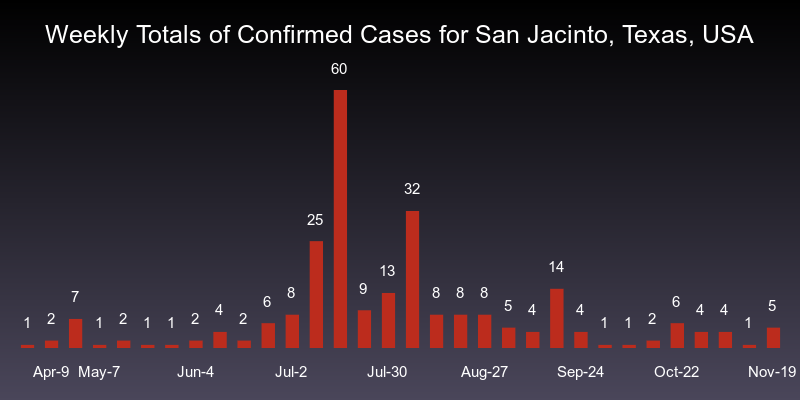 Weekly Totals of Confirmed Cases for San Jacinto, Texas, USA
1 2 7 1 2 1 1 2 4 2 6 8 25 60 9 13 32 8 8 8 5 4 14 4 1 1 2 6 4 4 1 5
Apr-9 May-7 Jun-4 Jul-2 Jul-30 Aug-27 Sep-24 Oct-22 Nov-19